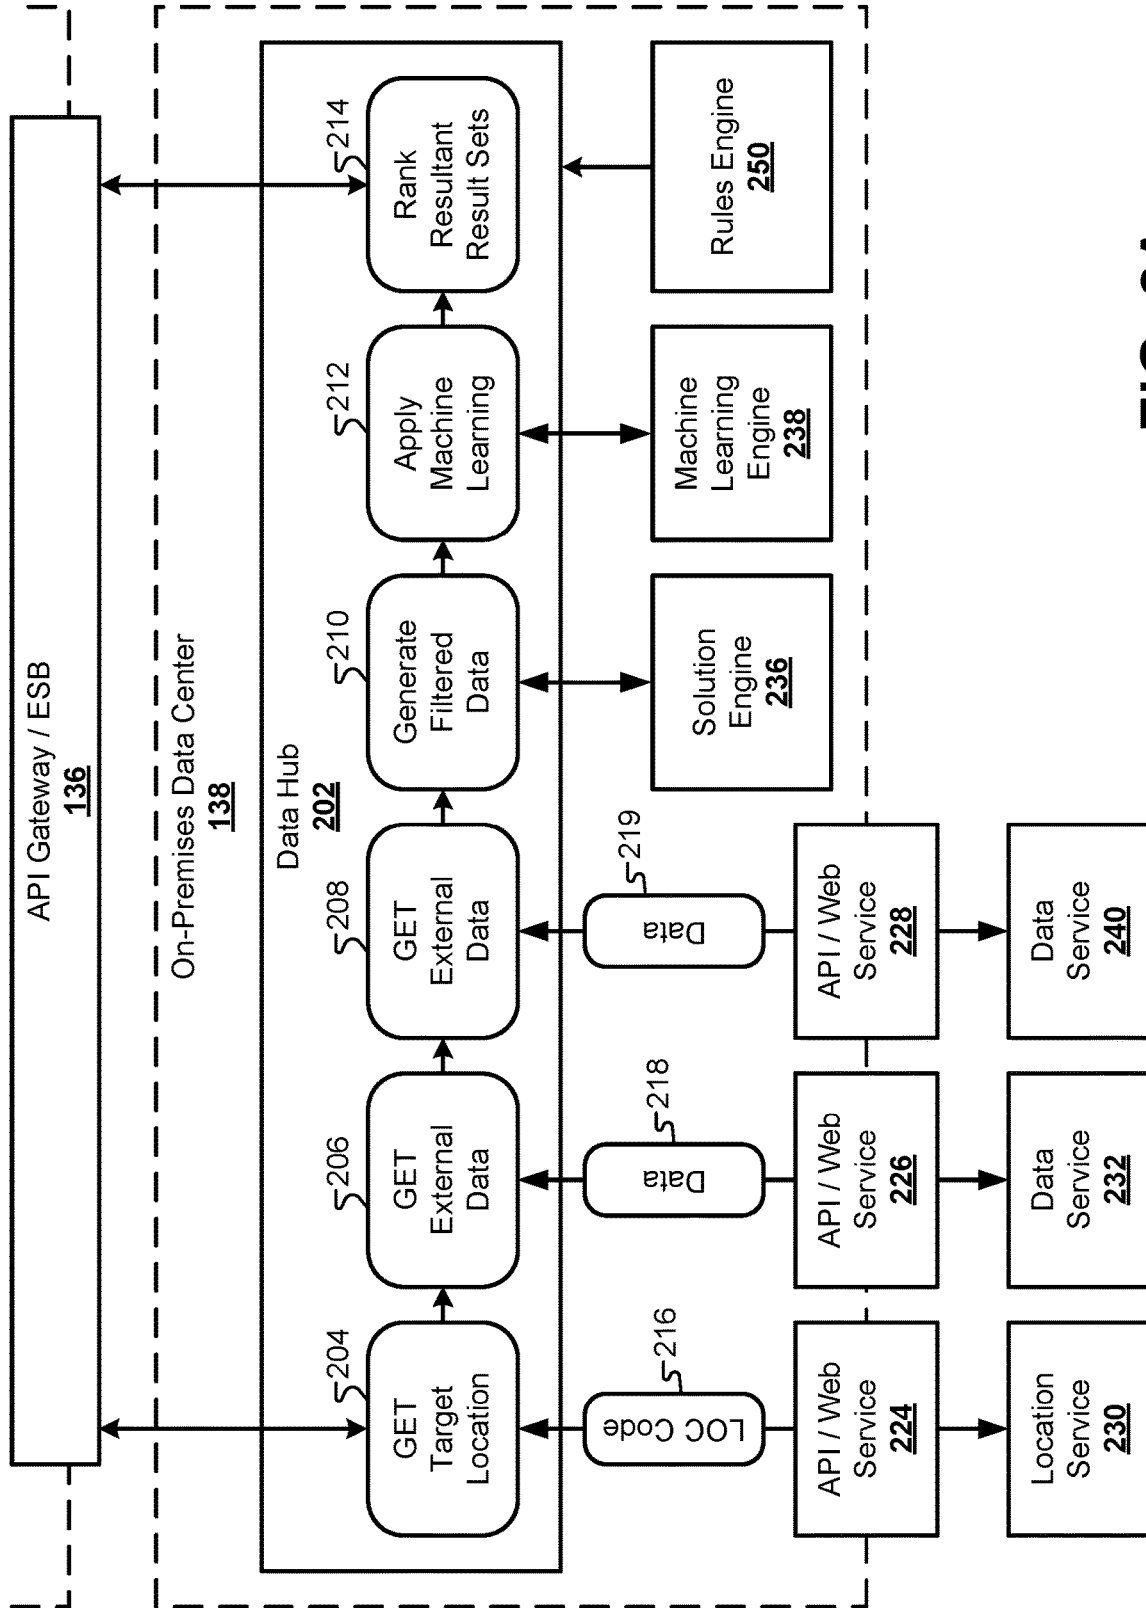 API Gateway / ESB
136
On-Premises Data Center
138
Data Hub
202
204
GET
Target
Location
206
GET
External
Data
208
GET
External
Data
210
Generate
Filtered
Data
212
Apply
Machine
Learning
214
Rank
Resultant
Result Sets
LOC Code
216
Data
218
Data
219
Solution
Engine
236
Machine
Learning
Engine
238
Rules Engine
250
API / Web
Service
224
API / Web
Service
226
API / Web
Service
228
Location
Service
230
Data
Service
232
Data
Service
240